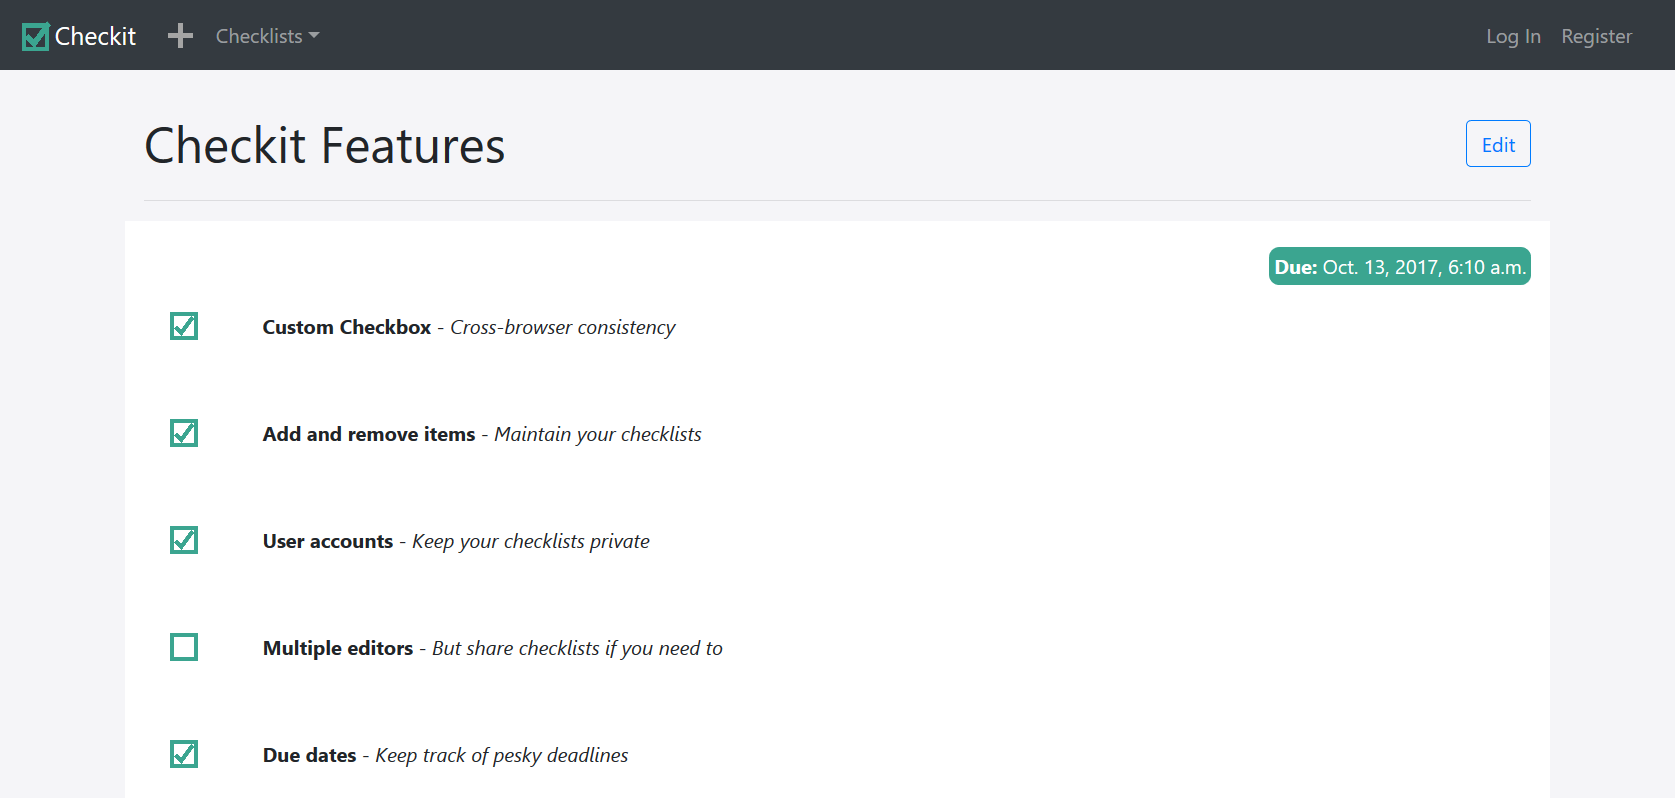 Checkit Checklists Log In Register
Checkit Features Edit
Due: Oct. 13, 2017, 6:10 a.m.
Custom Checkbox - Cross-browser consistency
Add and remove items - Maintain your checklists
User accounts - Keep your checklists private
Multiple editors - But share checklists if you need to
Due dates - Keep track of pesky deadlines